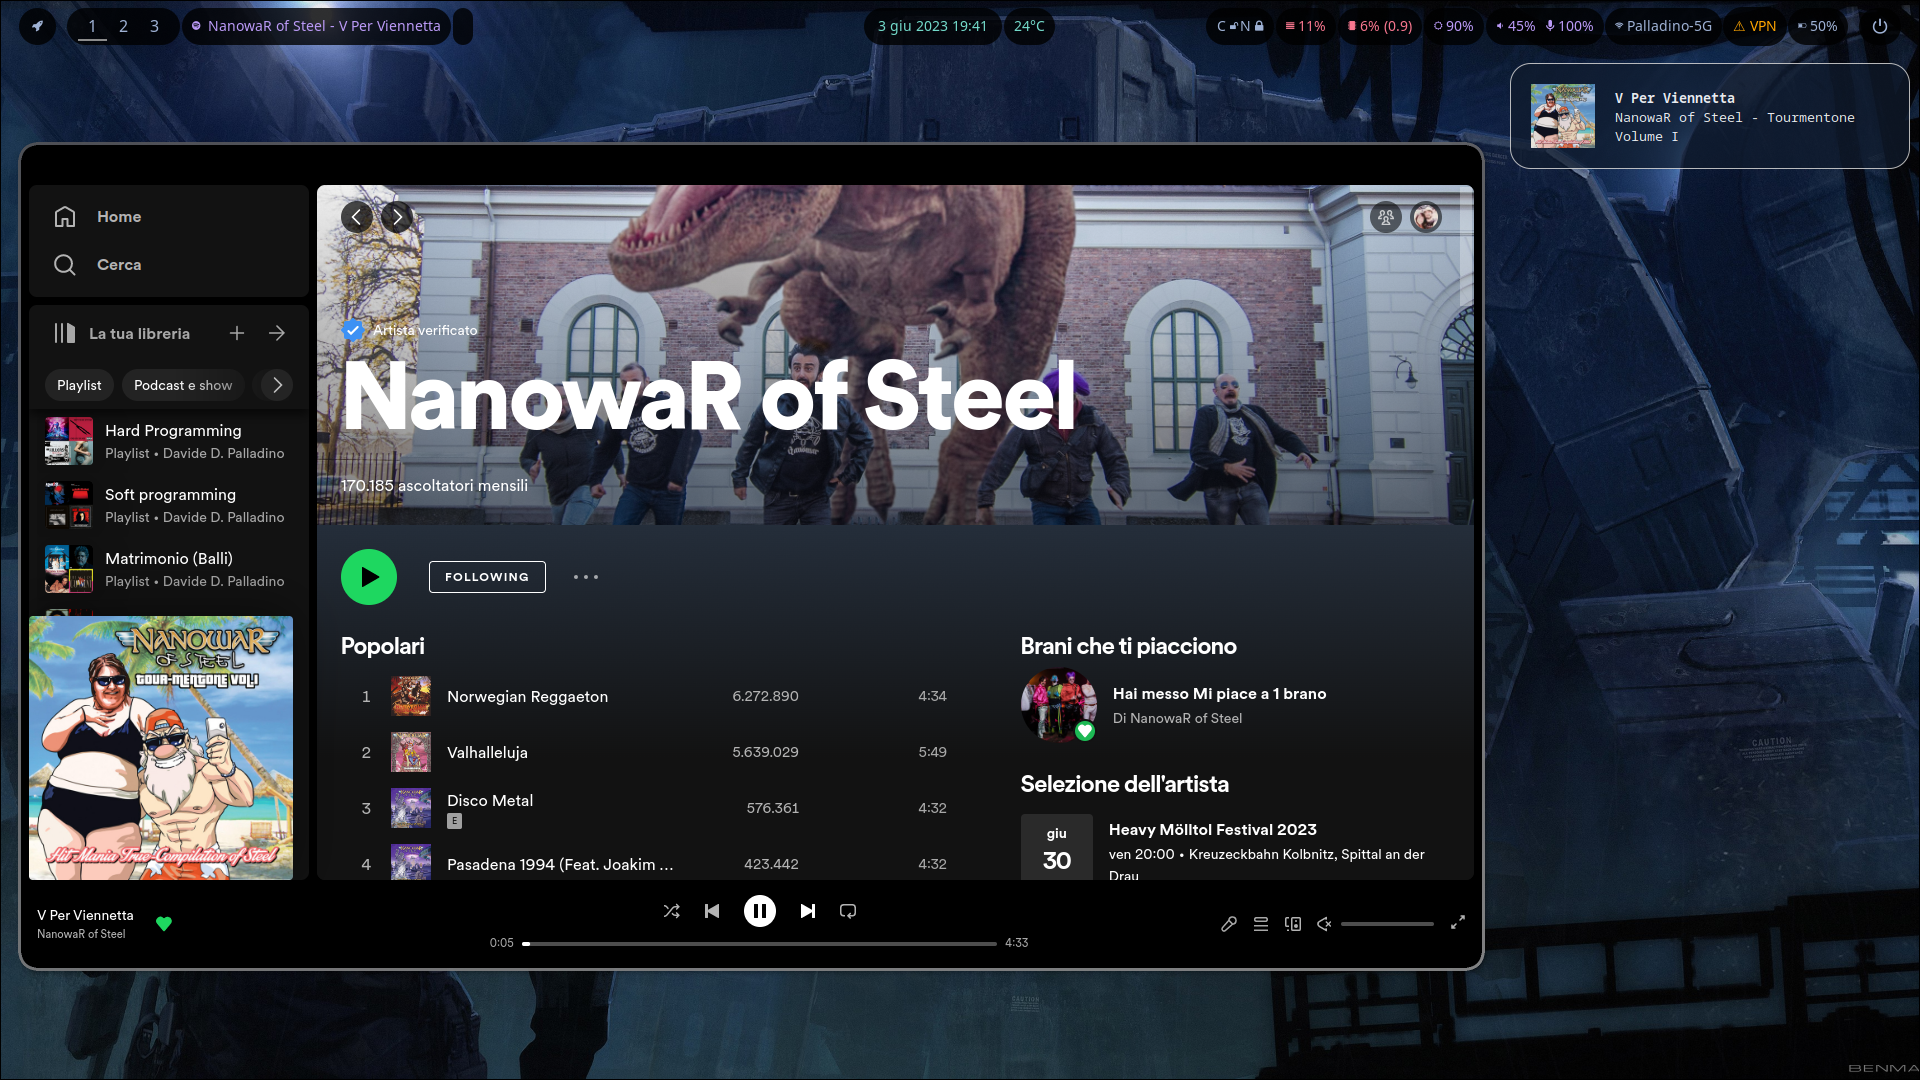 1 2 3
NanowaR of Steel - V Per Viennetta
3 giu 2023 19:41
24°C
C N
11%
6% (0.9)
90%
45% 100%
Palladino-5G
VPN
50%
V Per Viennetta
NanowaR of Steel - Tourmentone
Volume I
Home
Cerca
La tua libreria
Playlist
Podcast e show
Hard Programming
Playlist • Davide D. Palladino
Soft programming
Playlist • Davide D. Palladino
Matrimonio (Balli)
Playlist • Davide D. Palladino
NANOWAR
OF STEEL
TOUR-MENTONE VOL.I
Hit-Mania True-Compilation of Steel
Artista verificato
NanowaR of Steel
170.185 ascoltatori mensili
FOLLOWING
Popolari
1 Norwegian Reggaeton 6.272.890 4:34
2 Valhalleluja 5.639.029 5:49
3 Disco Metal 576.361 4:32
E
4 Pasadena 1994 (Feat. Joakim ... 423.442 4:32
Brani che ti piacciono
Hai messo Mi piace a 1 brano
Di NanowaR of Steel
Selezione dell'artista
giu
30
Heavy Mölltol Festival 2023
ven 20:00 • Kreuzeckbahn Kolbnitz, Spittal an der
Drau
V Per Viennetta
NanowaR of Steel
0:05
4:33
CAUTION
CAUTION
BENMA